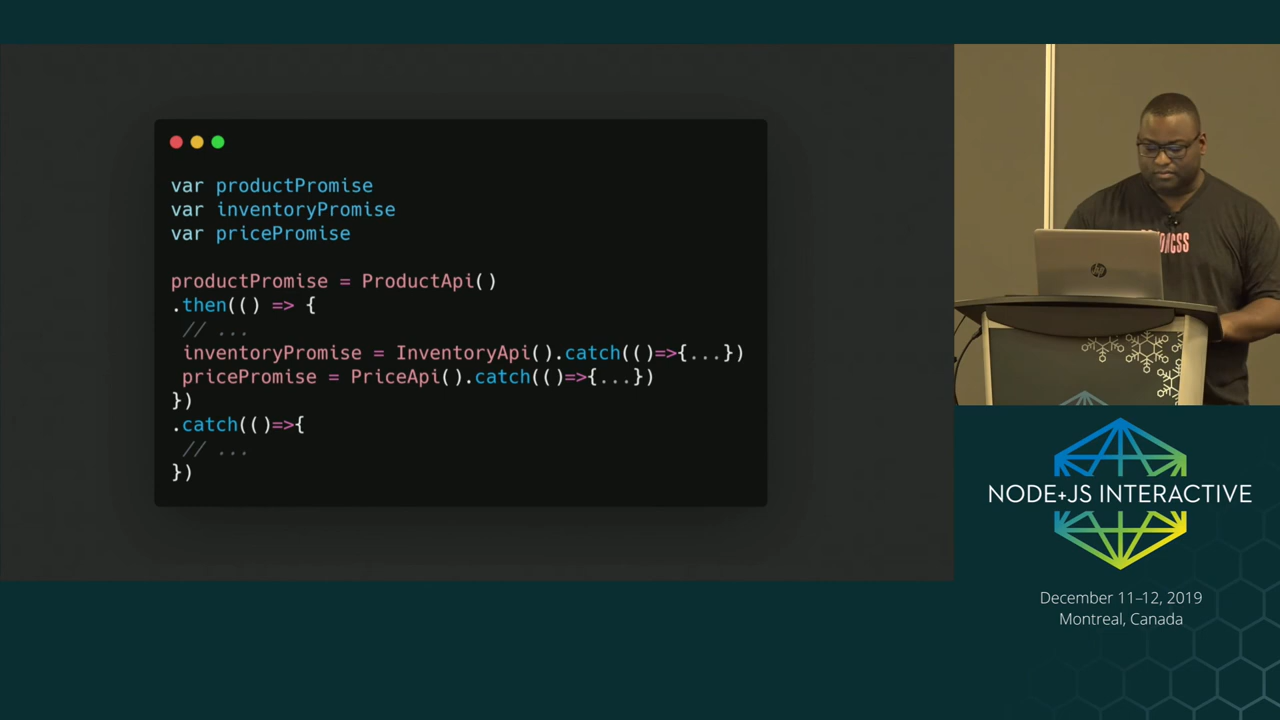 var productPromise
var inventoryPromise
var pricePromise
productPromise = ProductApi()
.then(() => {
// ...
inventoryPromise = InventoryApi().catch(()=>{...})
pricePromise = PriceApi().catch(()=>{...})
})
.catch(()=>{
// ...
})
hp
NODE+JS INTERACTIVE
December 11–12, 2019
Montreal, Canada